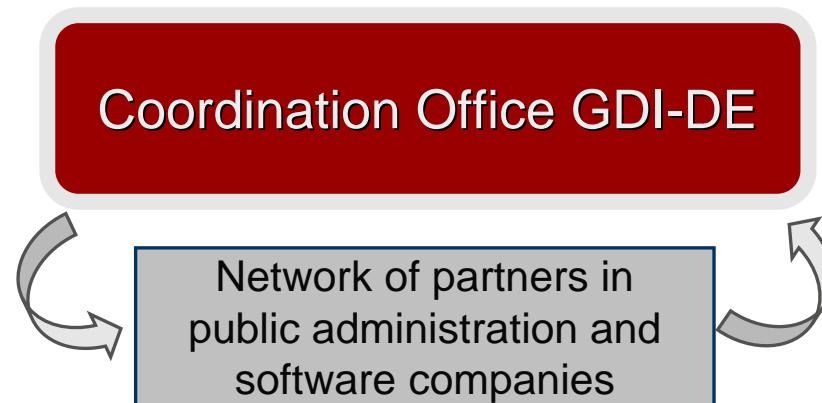 Coordination Office GDI-DE
Network of partners in
public administration and
software companies